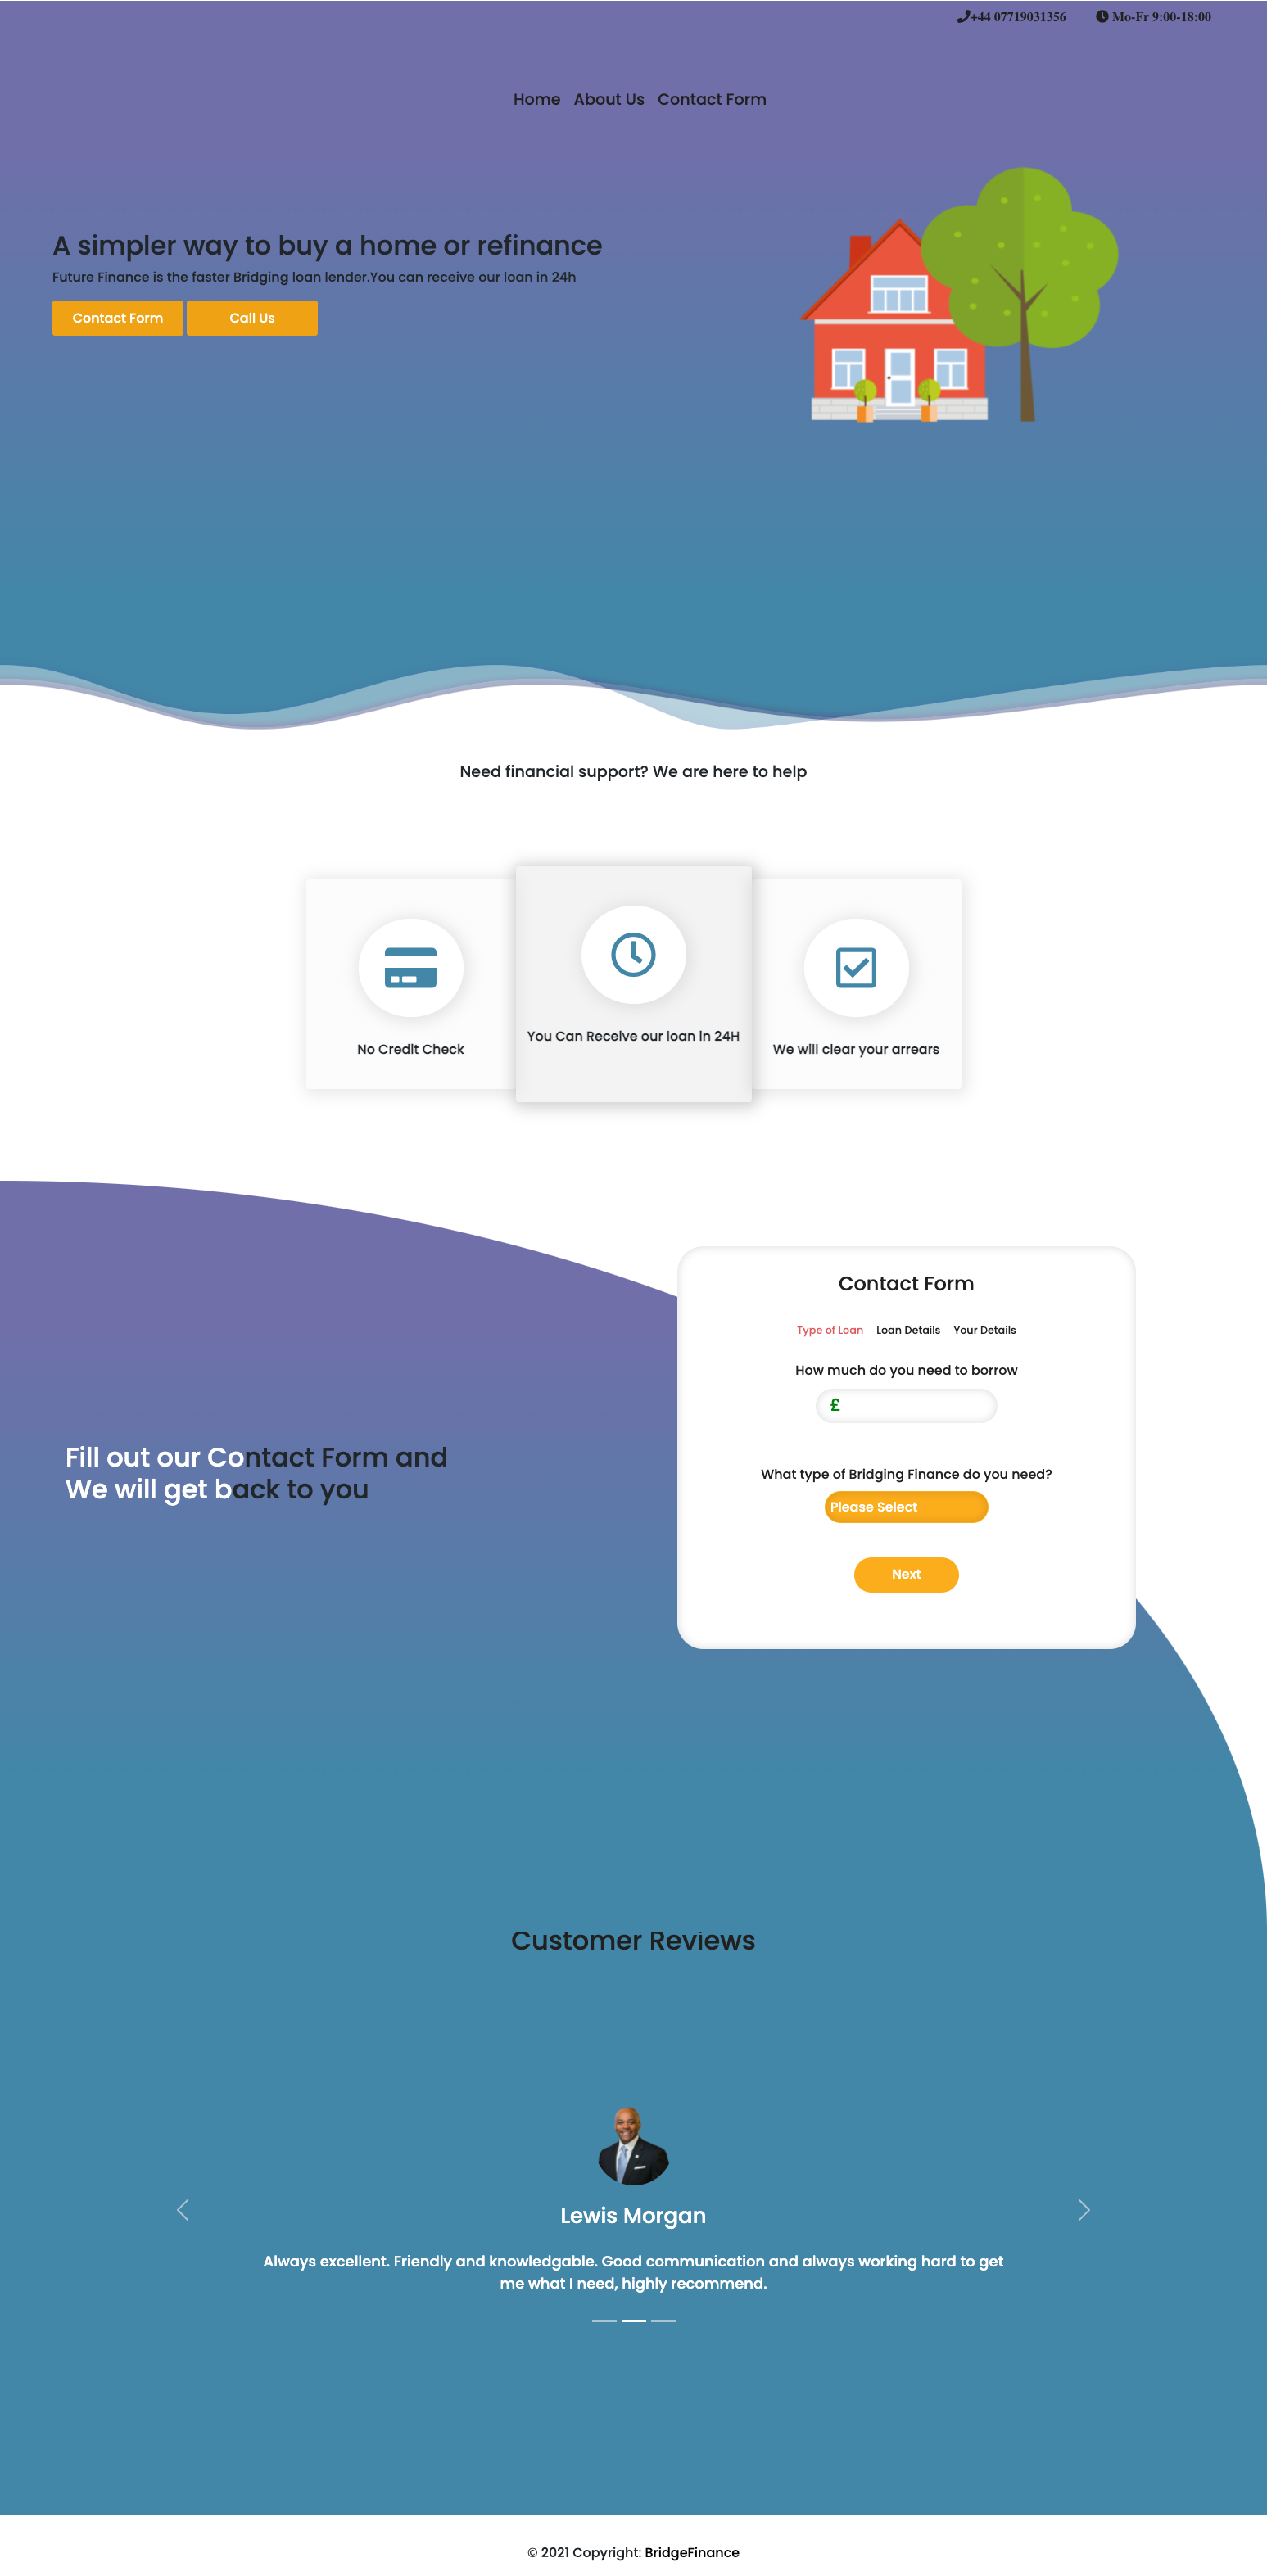 +44 07719031356 Mo-Fr 9:00-18:00
Home About Us Contact Form
A simpler way to buy a home or refinance
Future Finance is the faster Bridging loan lender.You can receive our loan in 24h
Contact Form Call Us
Need financial support? We are here to help
No Credit Check
You Can Receive our loan in 24H
We will clear your arrears
Contact Form
– Type of Loan — Loan Details — Your Details –
How much do you need to borrow
£
What type of Bridging Finance do you need?
Please Select
Next
Fill out our Contact Form and
We will get back to you
Customer Reviews
Lewis Morgan
Always excellent. Friendly and knowledgable. Good communication and always working hard to get
me what I need, highly recommend.
© 2021 Copyright: BridgeFinance